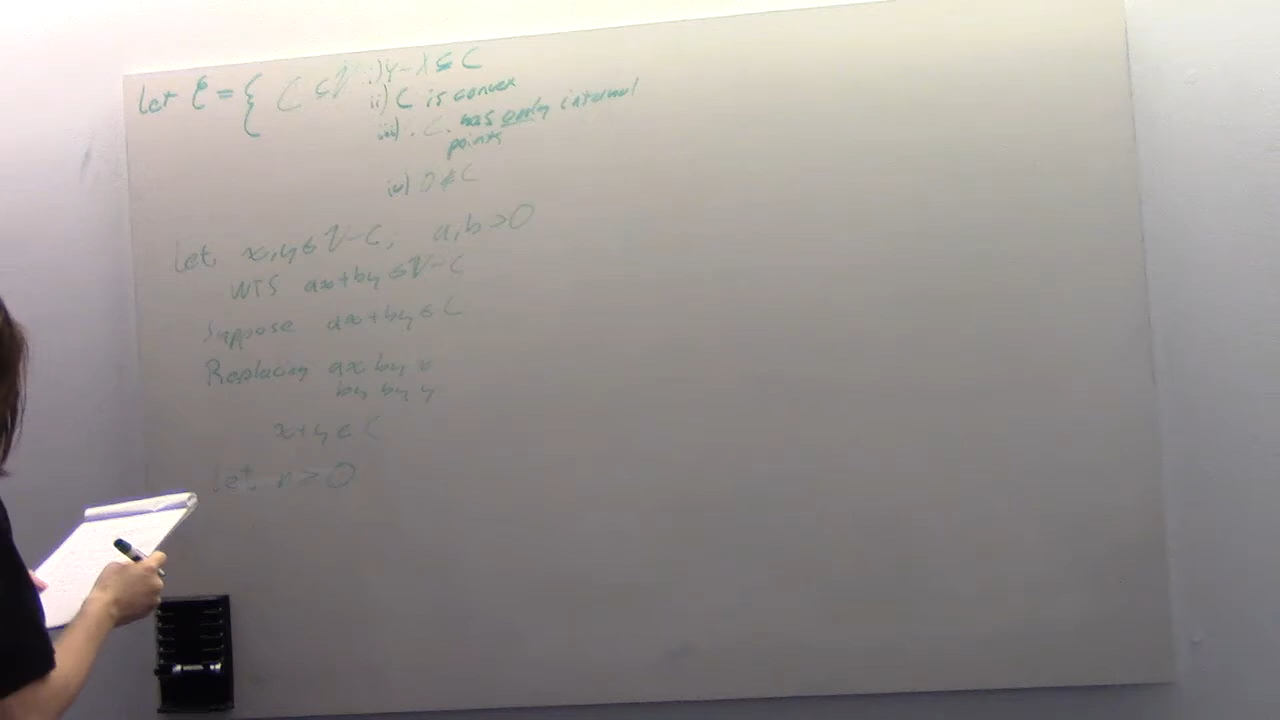 Let ℰ = { C ⊆ V : i) Y - X ⊆ C
ii) C is convex
iii) C has only internal
points
iv) 0 ∉ C
Let x, y ∈ V - C, a, b > 0
WTS ax + by ∈ V - C
Suppose ax + by ∈ C
Replacing ax by x
by by y
x + y ∈ C
Let r > 0